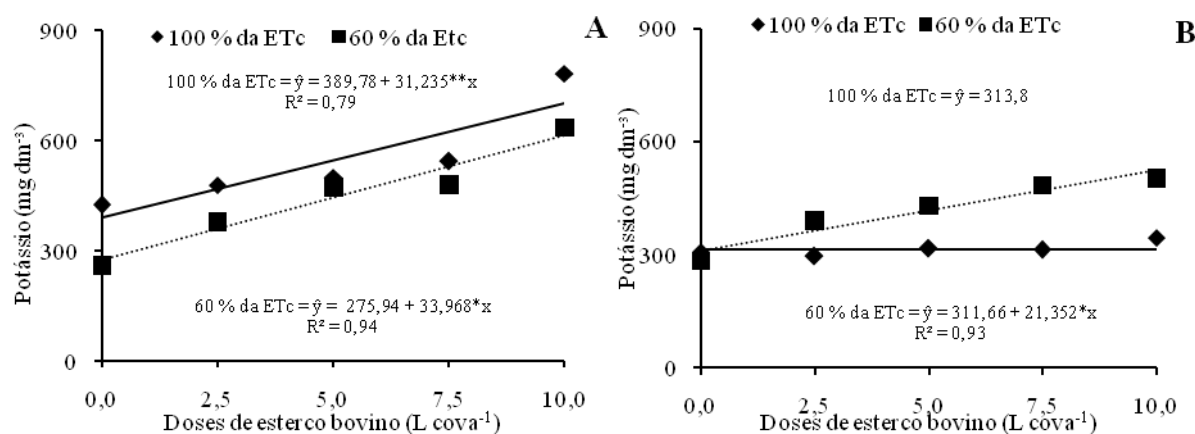 A
900
600
300
0
Potássio (mg dm⁻³)
100 % da ETc 60 % da Etc
100 % da ETc = ŷ = 389,78 + 31,235**x
R² = 0,79
60 % da ETc = ŷ = 275,94 + 33,968*x
R² = 0,94
0,0 2,5 5,0 7,5 10,0
Doses de esterco bovino (L cova⁻¹)
B
900
600
300
0
Potássio (mg dm⁻³)
100 % da ETc 60 % da ETc
100 % da ETc = ŷ = 313,8
60 % da ETc = ŷ = 311,66 + 21,352*x
R² = 0,93
0,0 2,5 5,0 7,5 10,0
Doses de esterco bovino (L cova⁻¹)